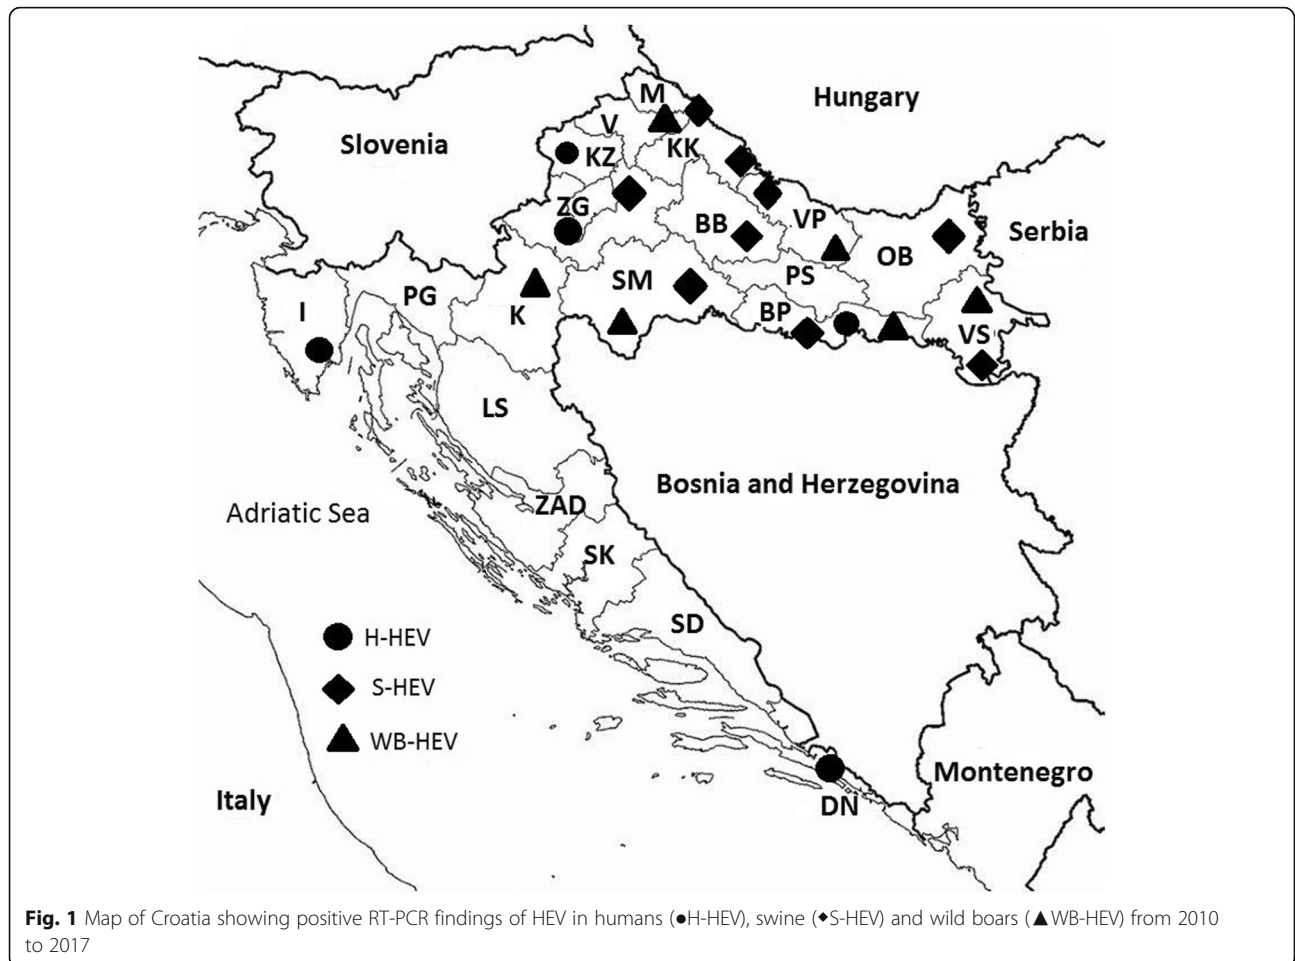 Hungary
M
V
Slovenia
KK
KZ
ZG
VP
BB
Serbia
OB
SM
PS
PG
I
K
BP
VS
LS
Bosnia and Herzegovina
ZAD
Adriatic Sea
SK
SD
H-HEV
S-HEV
WB-HEV
Montenegro
Italy
DN
Fig. 1 Map of Croatia showing positive RT-PCR findings of HEV in humans (●H-HEV), swine (◆S-HEV) and wild boars (▲WB-HEV) from 2010
to 2017